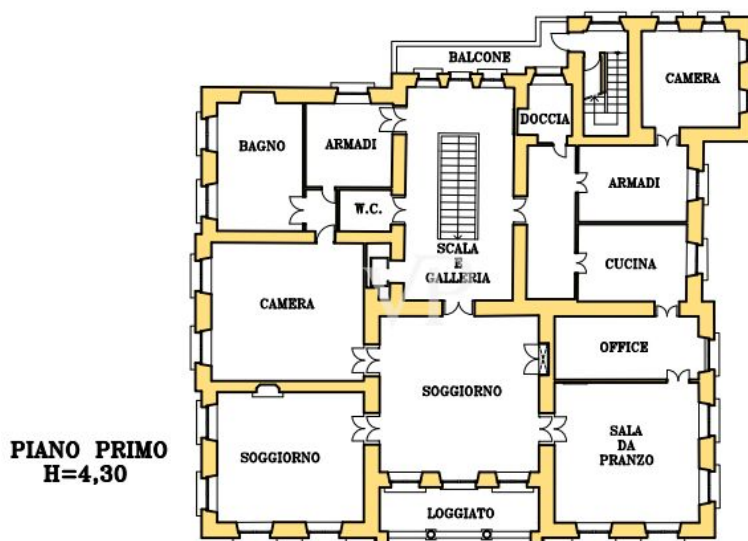 BALCONE
CAMERA
DOCCIA
BAGNO
ARMADI
ARMADI
W.C.
SCALA
E
GALLERIA
CUCINA
CAMERA
VP
OFFICE
SOGGIORNO
SALA
DA
PRANZO
PIANO PRIMO
H=4,30
SOGGIORNO
LOGGIATO